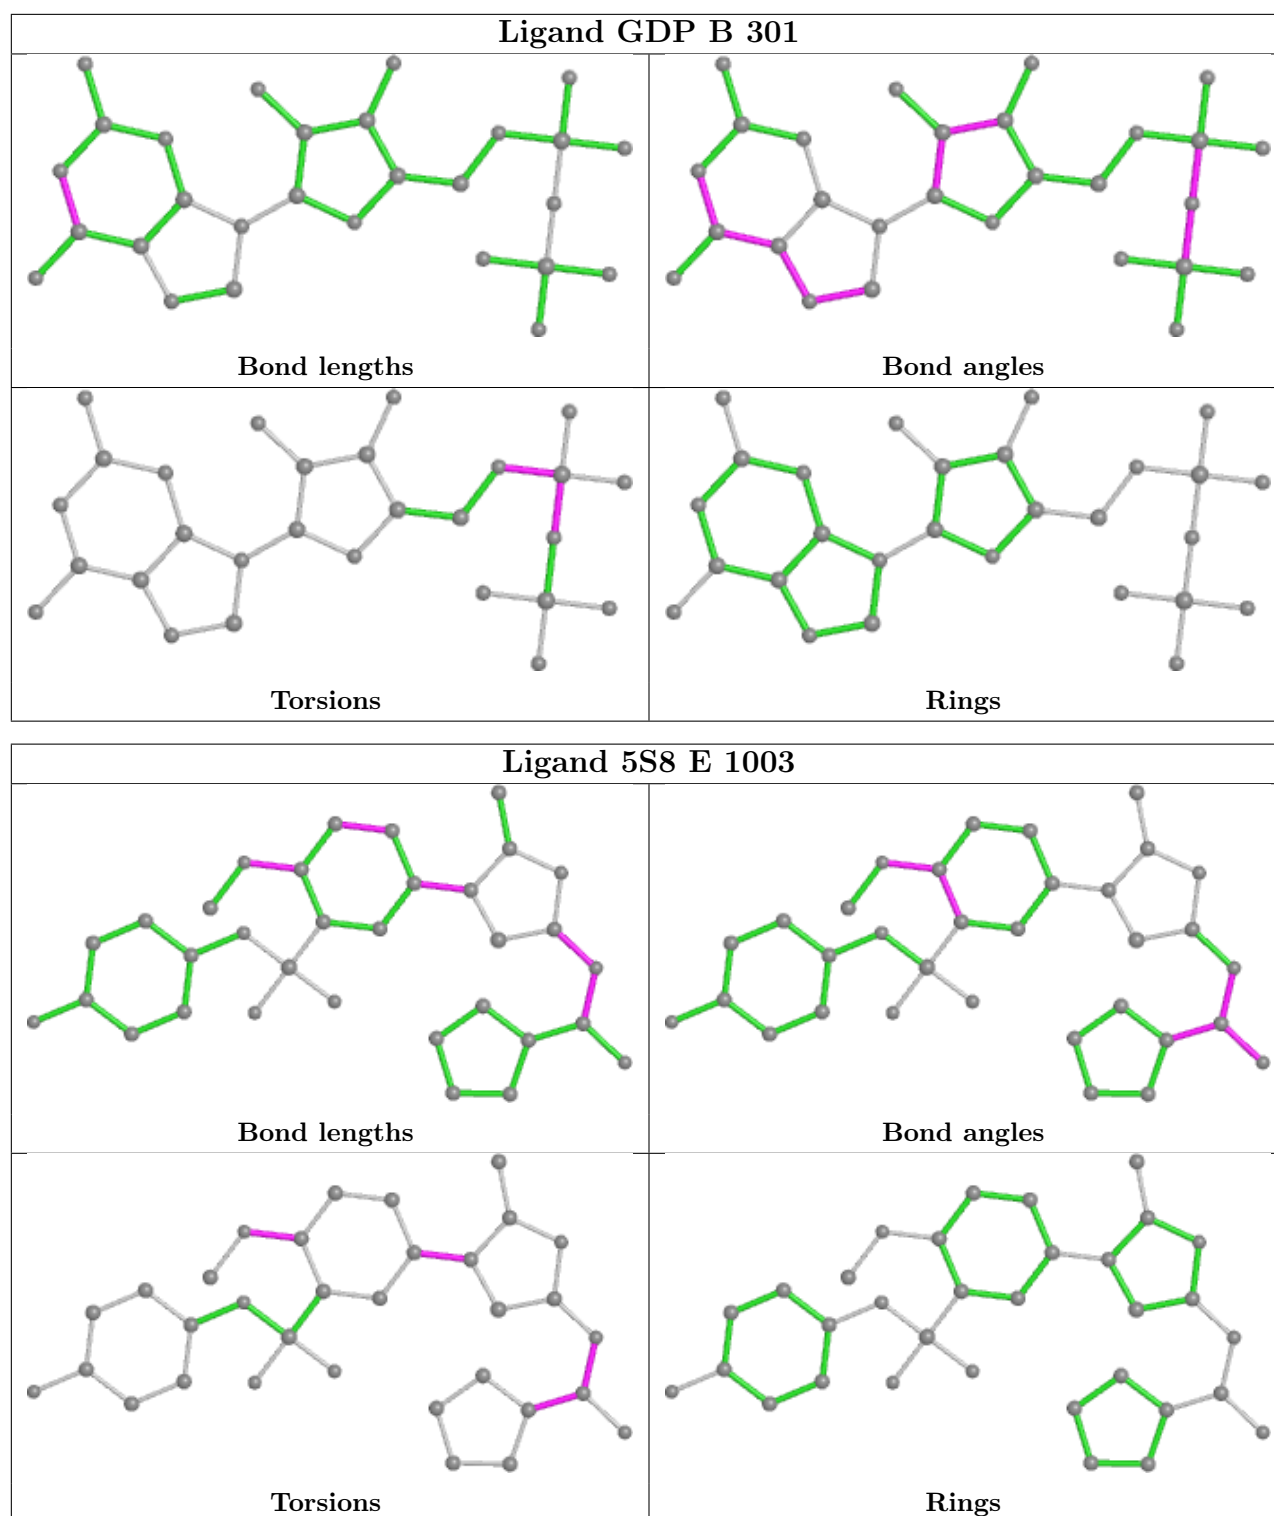 Ligand GDP B 301
Bond lengths
Bond angles
Torsions
Rings
Ligand 5S8 E 1003
Bond lengths
Bond angles
Torsions
Rings